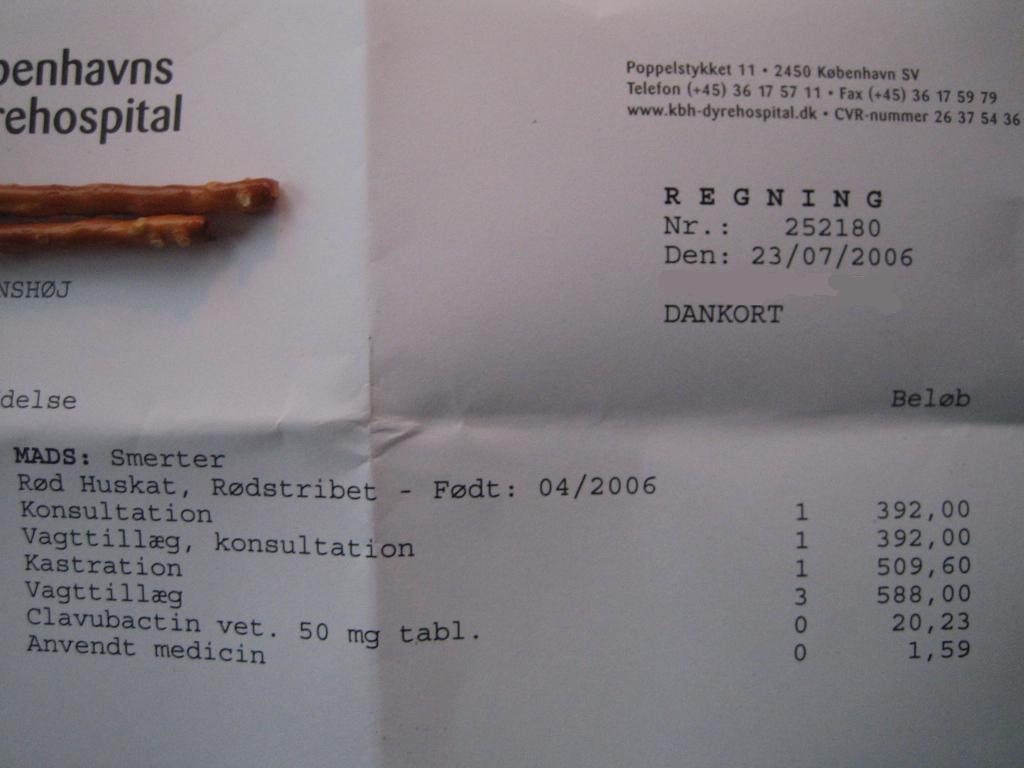 benhavns
rehospital
Poppelstykket 11 • 2450 København SV
Telefon (+45) 36 17 57 11 • Fax (+45) 36 17 59 79
www.kbh-dyrehospital.dk • CVR-nummer 26 37 54 36
REGNING
Nr.: 252180
Den: 23/07/2006
NSHØJ
DANKORT
delse Beløb
MADS: Smerter
Rød Huskat, Rødstribet - Født: 04/2006
Konsultation 1 392,00
Vagttillæg, konsultation 1 392,00
Kastration 1 509,60
Vagttillæg 3 588,00
Clavubactin vet. 50 mg tabl. 0 20,23
Anvendt medicin 0 1,59